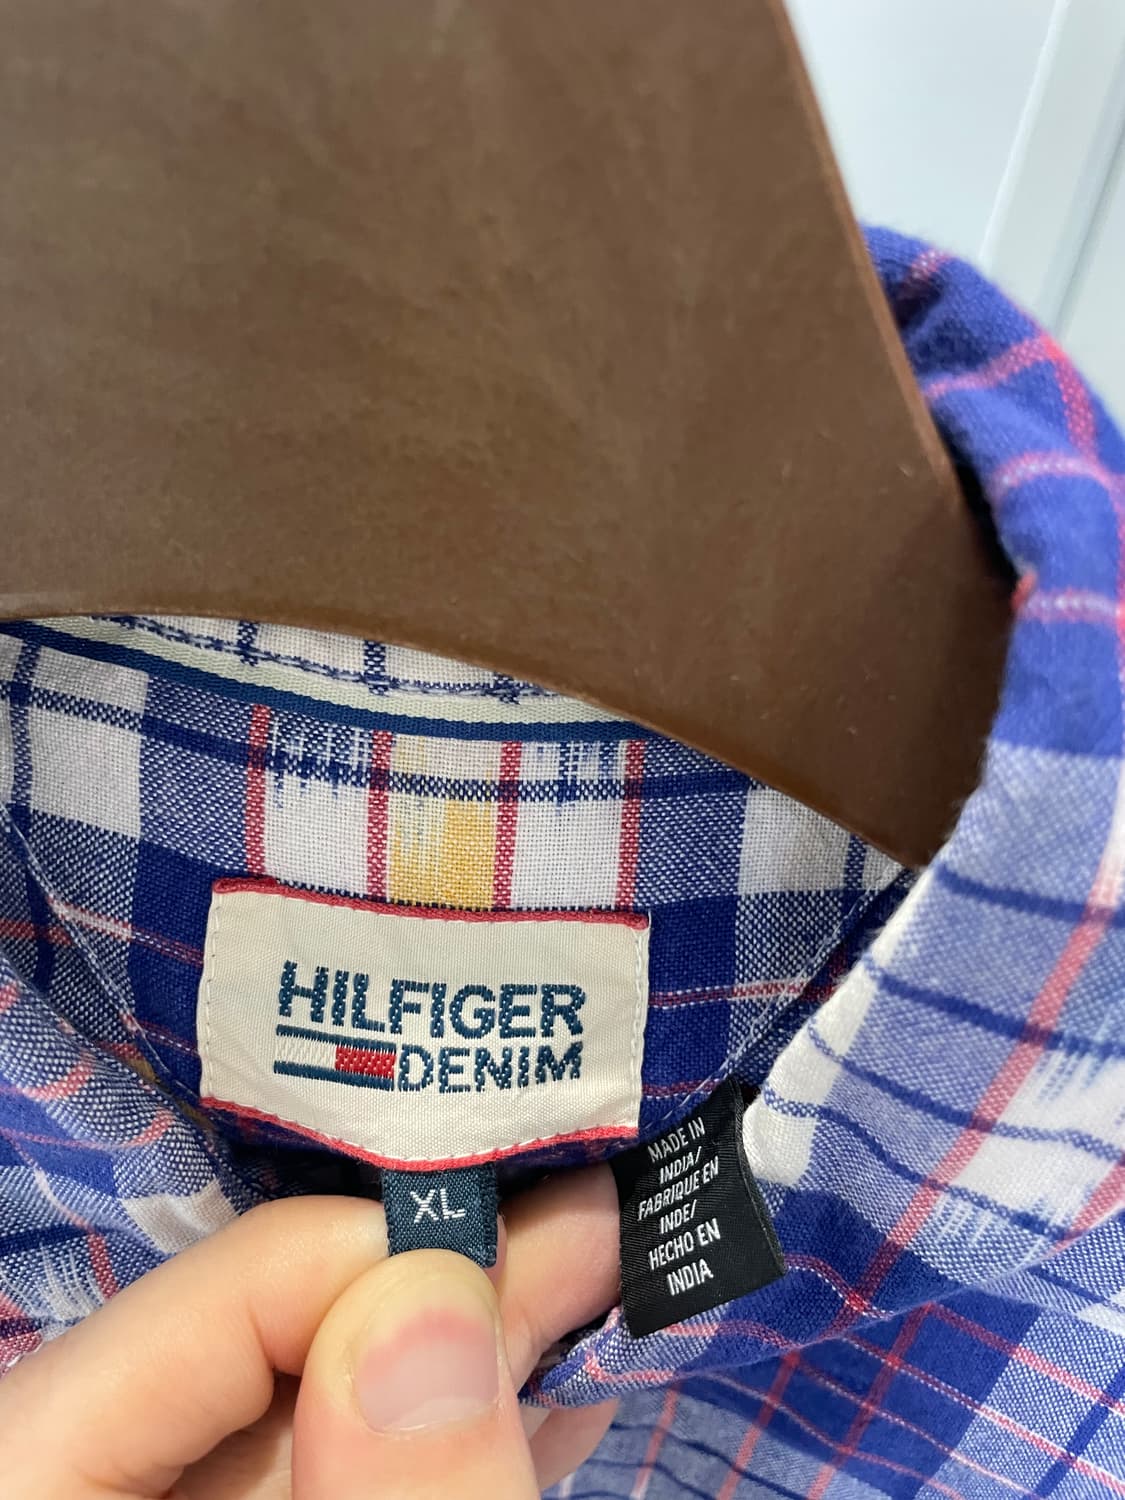 HILFIGER
DENIM
XL
MADE IN
INDIA/
FABRIQUE EN
INDE/
HECHO EN
INDIA